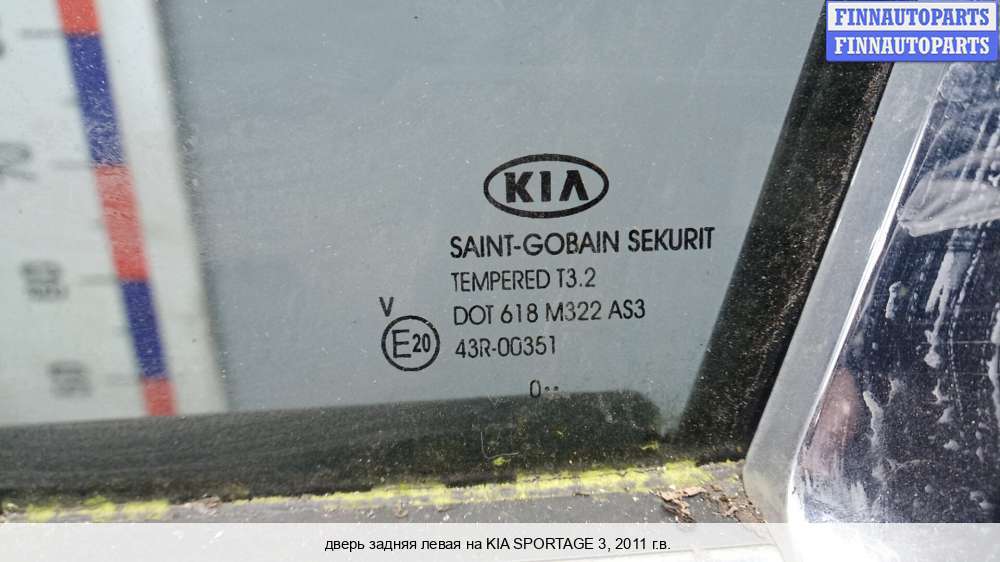 FINNAUTOPARTS
FINNAUTOPARTS
KIA
SAINT-GOBAIN SEKURIT
TEMPERED T3.2
V
DOT 618 M322 AS3
E20
43R-00351
0..
дверь задняя левая на KIA SPORTAGE 3, 2011 г.в.